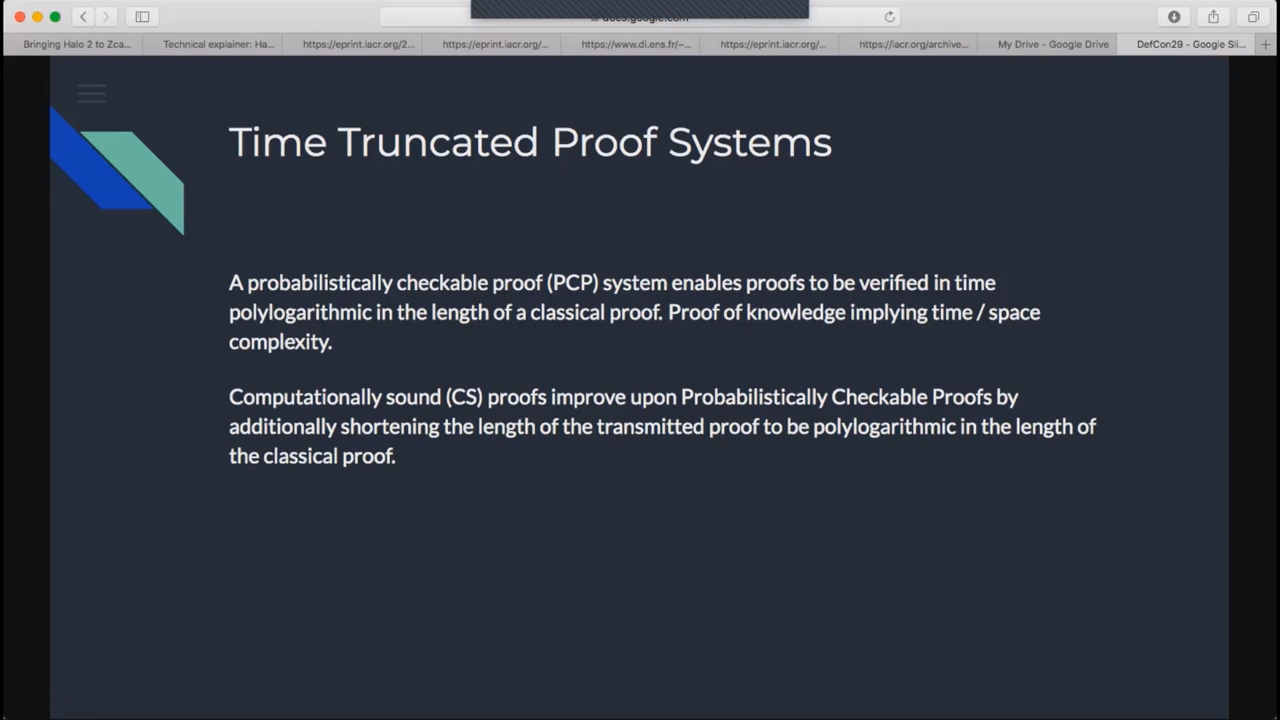 docs.google.com
Bringing Halo 2 to Zca...
Technical explainer: Ha...
https://eprint.iacr.org/2...
https://eprint.iacr.org/...
https://www.di.ens.fr/~...
https://eprint.iacr.org/...
https://iacr.org/archive...
My Drive - Google Drive
DefCon29 - Google Sli...
Time Truncated Proof Systems
A probabilistically checkable proof (PCP) system enables proofs to be verified in time
polylogarithmic in the length of a classical proof. Proof of knowledge implying time / space
complexity.
Computationally sound (CS) proofs improve upon Probabilistically Checkable Proofs by
additionally shortening the length of the transmitted proof to be polylogarithmic in the length of
the classical proof.